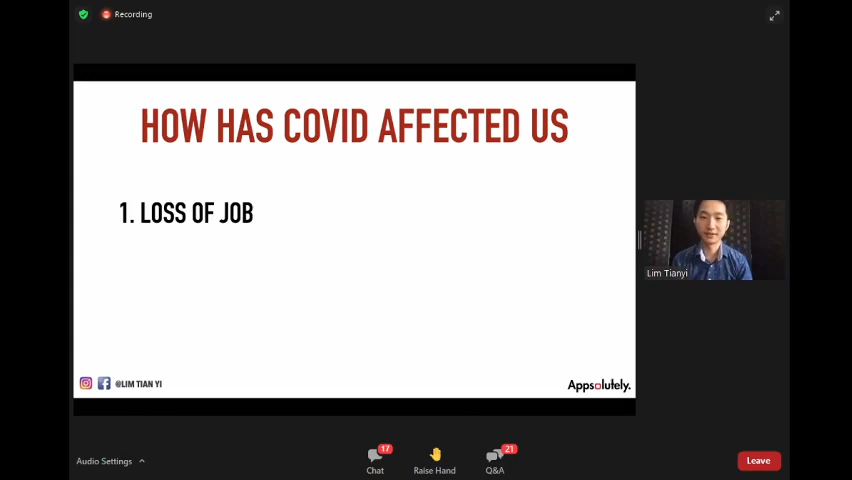 Recording
HOW HAS COVID AFFECTED US
1. LOSS OF JOB
Lim Tianyi
@LIM TIAN YI
Appsolutely.
Audio Settings
17
Chat
Raise Hand
21
Q&A
Leave